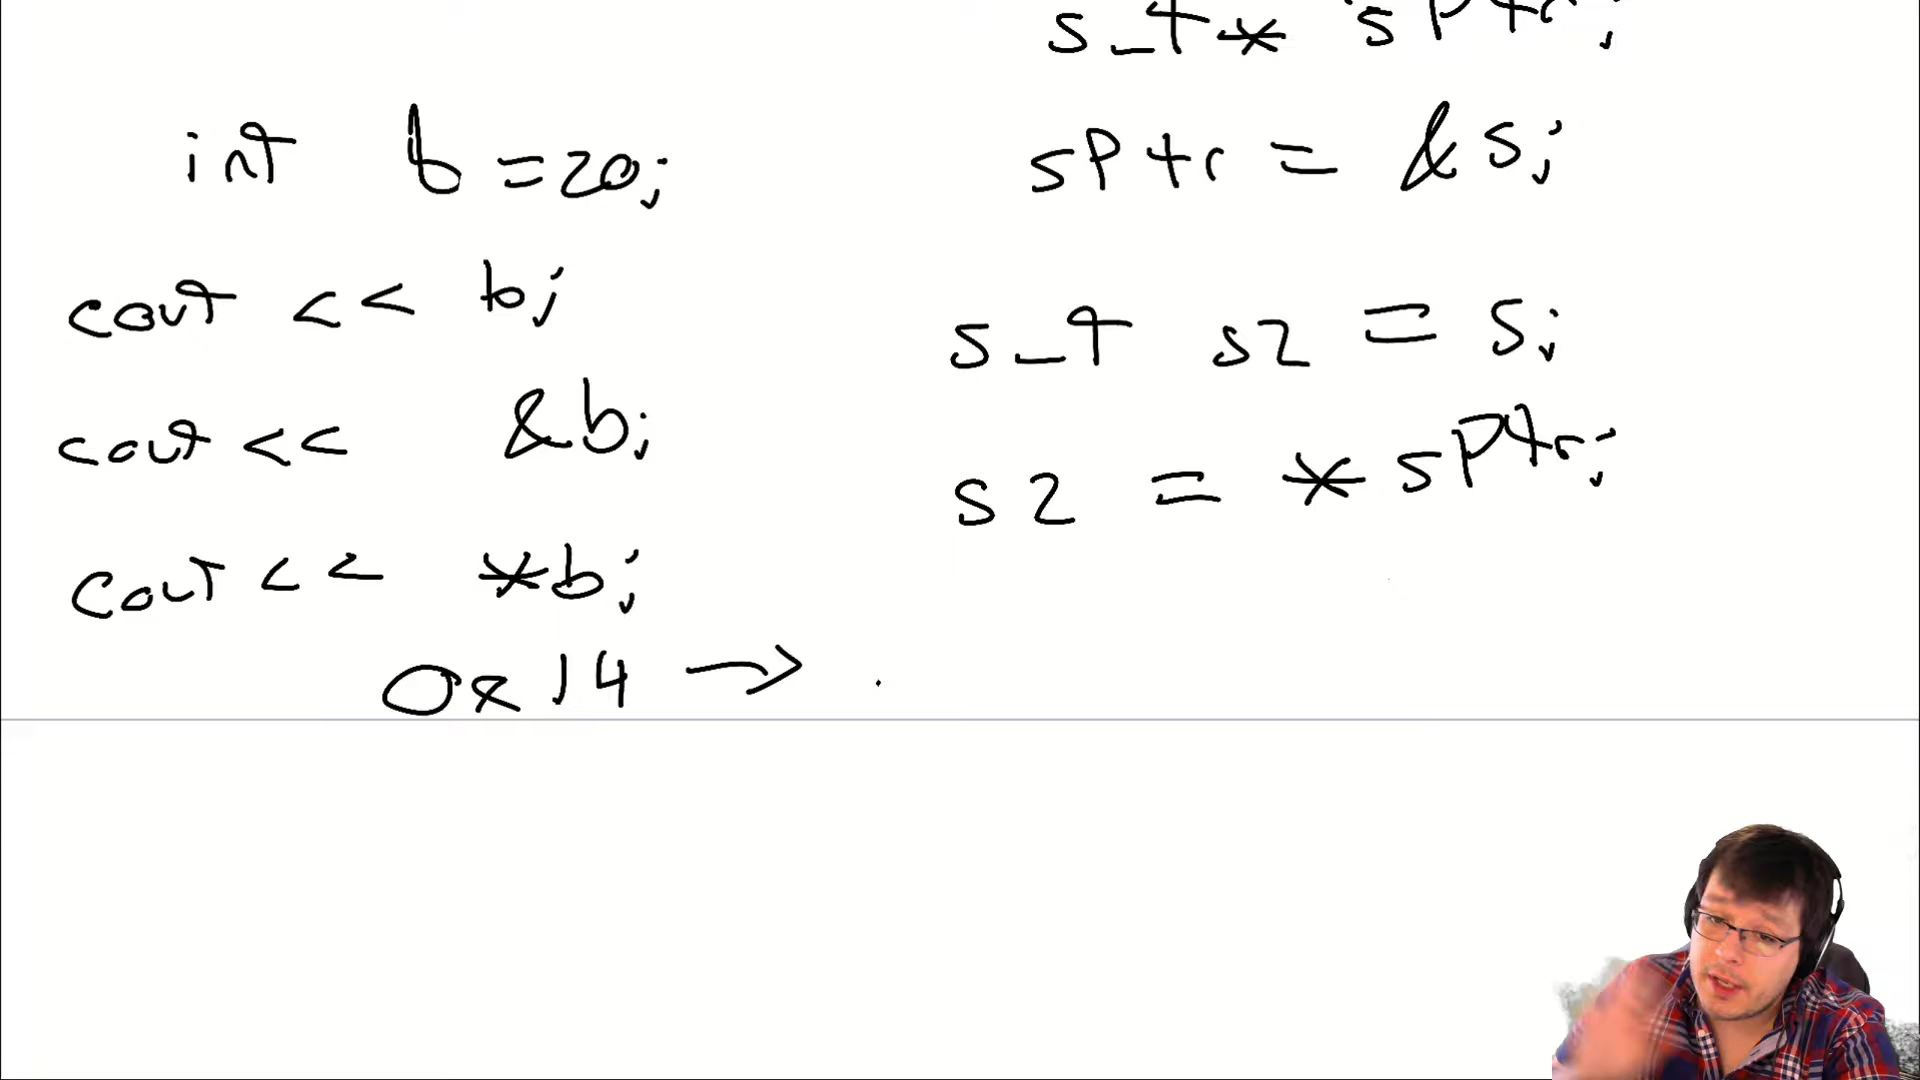 int b = 20;
cout << b;
cout << &b;
cout << *b;
0x14 →
s_t* sPtr;
sPtr = &s;
s_t s2 = s;
s2 = *sPtr;